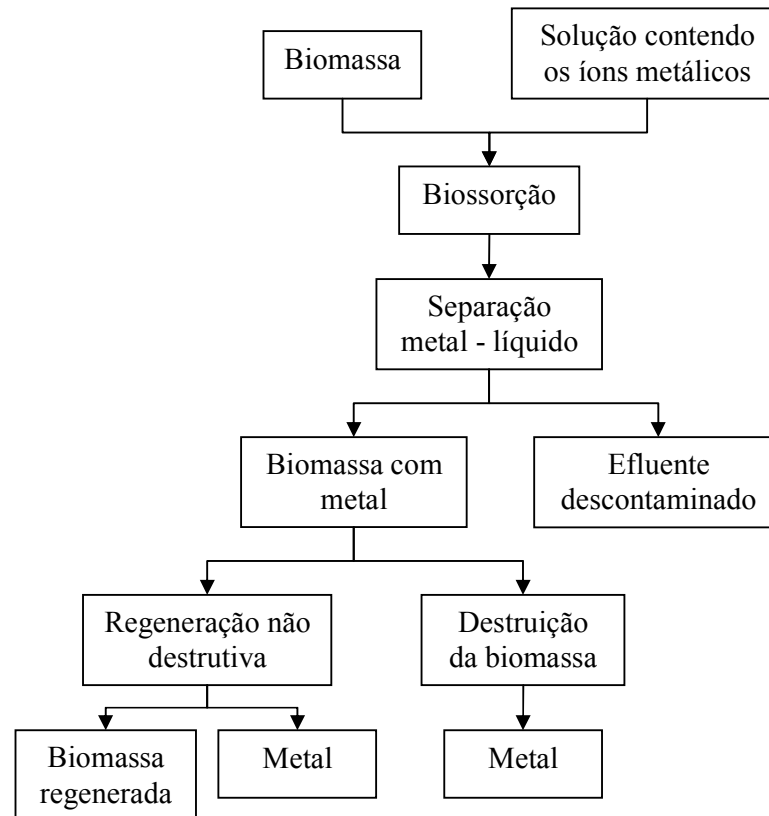 Biomassa
Solução contendo
os íons metálicos
Biossorção
Separação
metal - líquido
Biomassa com
metal
Efluente
descontaminado
Regeneração não
destrutiva
Destruição
da biomassa
Biomassa
regenerada
Metal
Metal